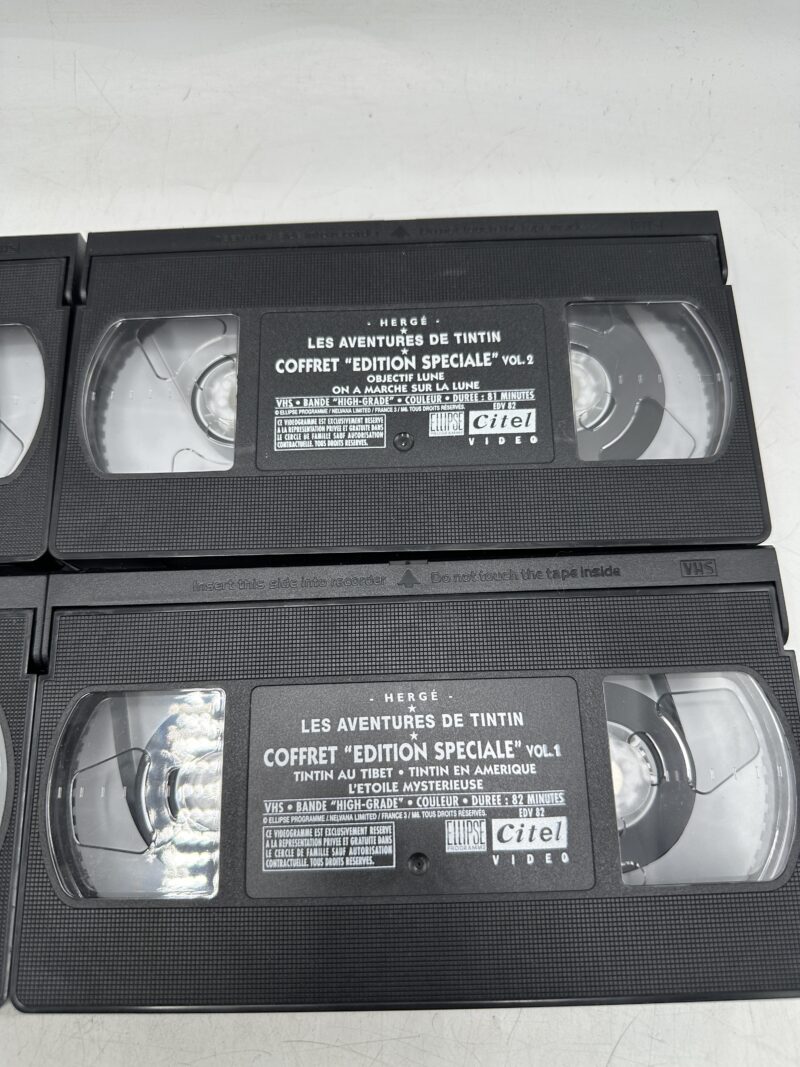 - HERGÉ -
LES AVENTURES DE TINTIN
COFFRET "EDITION SPECIALE" VOL. 2
OBJECTIF LUNE
ON A MARCHE SUR LA LUNE
VHS • BANDE "HIGH-GRADE" • COULEUR • DUREE : 81 MINUTES
© ELLIPSE PROGRAMME / NELVANA LIMITED / FRANCE 3 / M6. TOUS DROITS RÉSERVÉS.
EDV 82
CE VIDEOGRAMME EST EXCLUSIVEMENT RESERVE
A LA REPRESENTATION PRIVEE ET GRATUITE DANS
LE CERCLE DE FAMILLE SAUF AUTORISATION
CONTRACTUELLE. TOUS DROITS RESERVES.
ELLIPSE
PROGRAMME
Citel
VIDEO
Insert this side into recorder Do not touch the tape inside
VHS
- HERGÉ -
LES AVENTURES DE TINTIN
COFFRET "EDITION SPECIALE" VOL. 1
TINTIN AU TIBET • TINTIN EN AMERIQUE
L'ETOILE MYSTERIEUSE
VHS • BANDE "HIGH-GRADE" • COULEUR • DUREE : 82 MINUTES
© ELLIPSE PROGRAMME / NELVANA LIMITED / FRANCE 3 / M6. TOUS DROITS RÉSERVÉS.
EDV 82
CE VIDEOGRAMME EST EXCLUSIVEMENT RESERVE
A LA REPRESENTATION PRIVEE ET GRATUITE DANS
LE CERCLE DE FAMILLE SAUF AUTORISATION
CONTRACTUELLE. TOUS DROITS RESERVES.
ELLIPSE
PROGRAMME
Citel
VIDEO